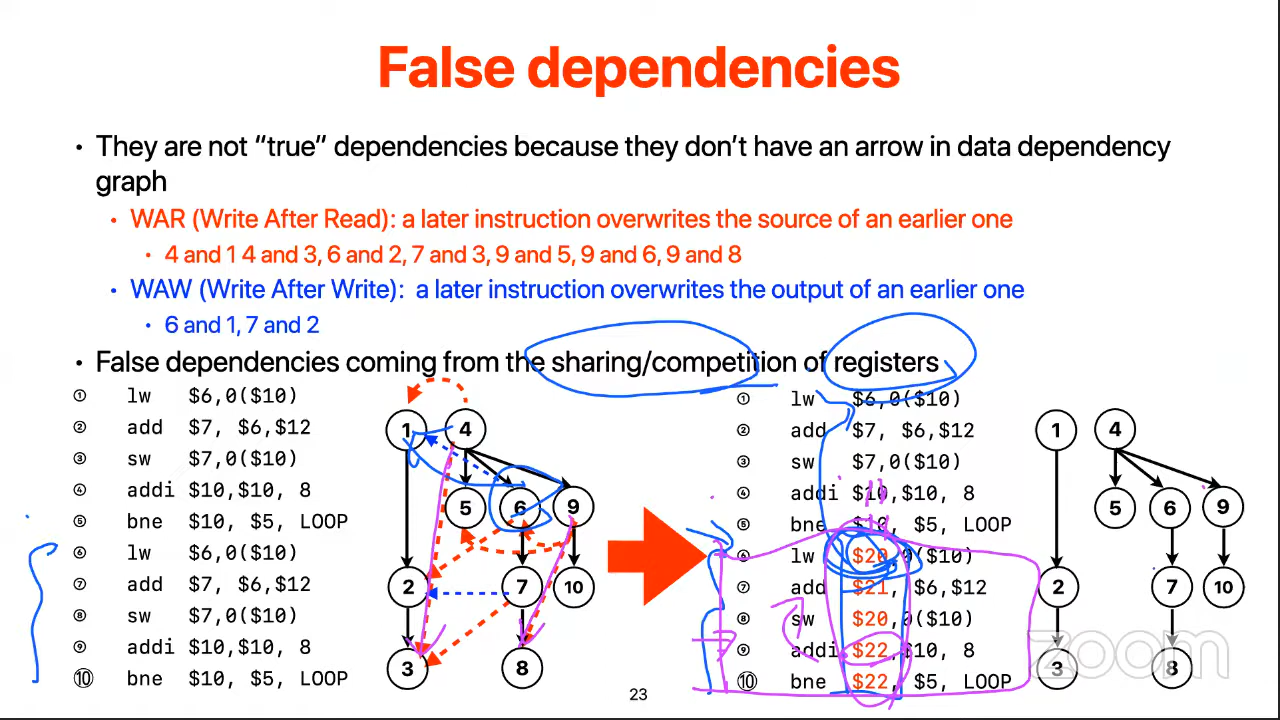 False dependencies
• They are not “true” dependencies because they don’t have an arrow in data dependency
graph
• WAR (Write After Read): a later instruction overwrites the source of an earlier one
• 4 and 1 4 and 3, 6 and 2, 7 and 3, 9 and 5, 9 and 6, 9 and 8
• WAW (Write After Write): a later instruction overwrites the output of an earlier one
• 6 and 1, 7 and 2
• False dependencies coming from the sharing/competition of registers
① lw $6,0($10)
② add $7, $6,$12
③ sw $7,0($10)
④ addi $10,$10, 8
⑤ bne $10, $5, LOOP
⑥ lw $6,0($10)
⑦ add $7, $6,$12
⑧ sw $7,0($10)
⑨ addi $10,$10, 8
⑩ bne $10, $5, LOOP
1 4
5 6 9
2 7 10
3 8
① lw $6,0($10)
② add $7, $6,$12
③ sw $7,0($10)
④ addi $10,$10, 8
⑤ bne $10, $5, LOOP
⑥ lw $20,0($10)
⑦ add $21, $6,$12
⑧ sw $20,0($10)
⑨ addi $22,$10, 8
⑩ bne $22, $5, LOOP
1 4
5 6 9
2 7 10
3 8
zoom
23